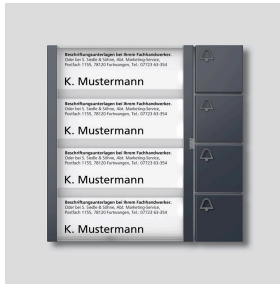 Beschriftungsunterlagen bei Ihrem Fachhandwerker.
Oder bei S. Siedle & Söhne, Abt. Marketing-Service,
Postfach 1155, 78120 Furtwangen, Tel.: 07723 63-354
K. Mustermann
Beschriftungsunterlagen bei Ihrem Fachhandwerker.
Oder bei S. Siedle & Söhne, Abt. Marketing-Service,
Postfach 1155, 78120 Furtwangen, Tel.: 07723 63-354
K. Mustermann
Beschriftungsunterlagen bei Ihrem Fachhandwerker.
Oder bei S. Siedle & Söhne, Abt. Marketing-Service,
Postfach 1155, 78120 Furtwangen, Tel.: 07723 63-354
K. Mustermann
Beschriftungsunterlagen bei Ihrem Fachhandwerker.
Oder bei S. Siedle & Söhne, Abt. Marketing-Service,
Postfach 1155, 78120 Furtwangen, Tel.: 07723 63-354
K. Mustermann